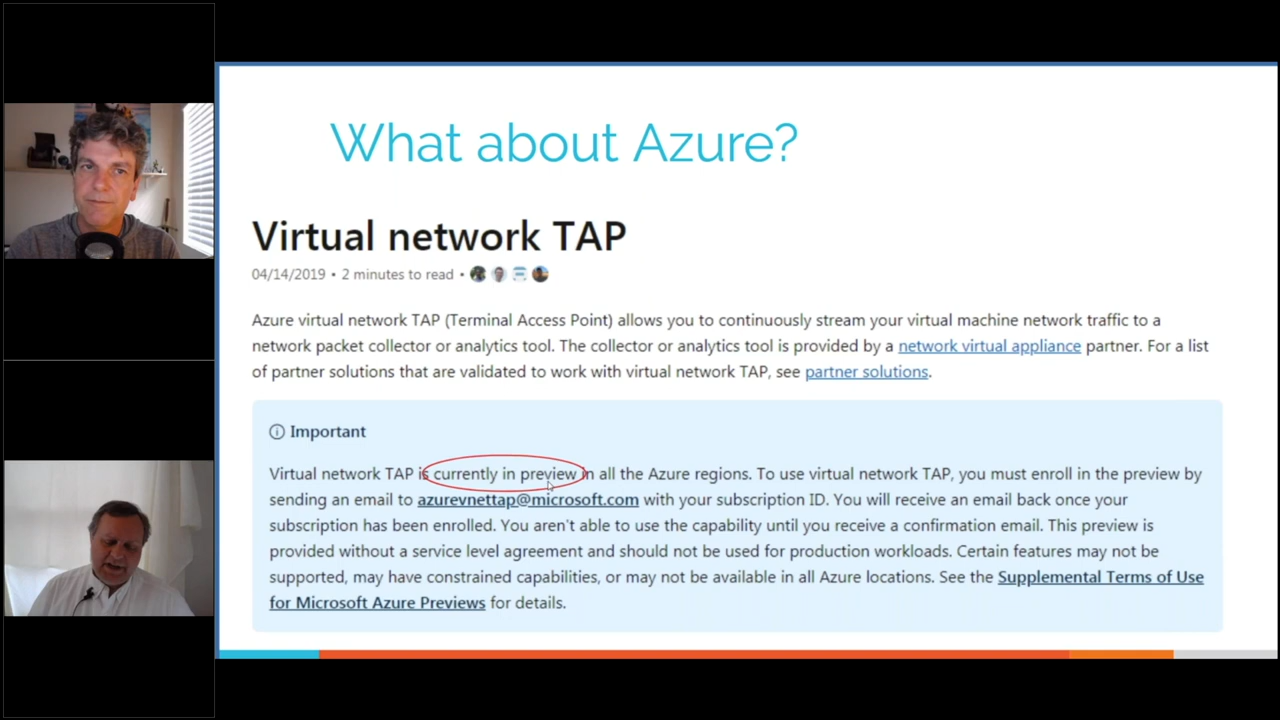 What about Azure?
Virtual network TAP
04/14/2019 • 2 minutes to read •
Azure virtual network TAP (Terminal Access Point) allows you to continuously stream your virtual machine network traffic to a
network packet collector or analytics tool. The collector or analytics tool is provided by a network virtual appliance partner. For a list
of partner solutions that are validated to work with virtual network TAP, see partner solutions.
Important
Virtual network TAP is currently in preview in all the Azure regions. To use virtual network TAP, you must enroll in the preview by
sending an email to azurevnettap@microsoft.com with your subscription ID. You will receive an email back once your
subscription has been enrolled. You aren't able to use the capability until you receive a confirmation email. This preview is
provided without a service level agreement and should not be used for production workloads. Certain features may not be
supported, may have constrained capabilities, or may not be available in all Azure locations. See the Supplemental Terms of Use
for Microsoft Azure Previews for details.